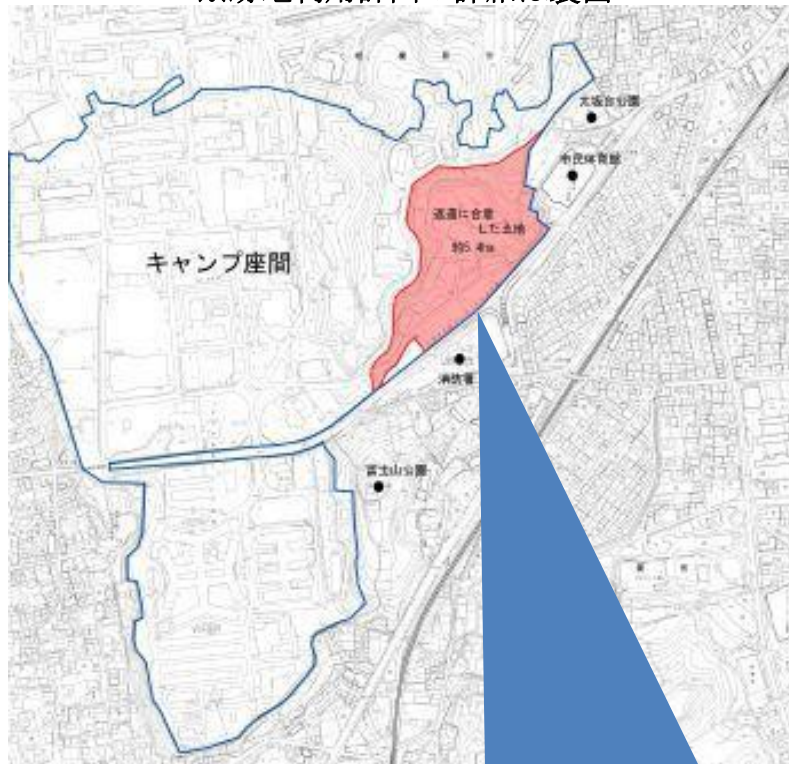 大坂台公園
市民体育館
返還に合意
した土地
約5.4ha
キャンプ座間
消防署
富士山公園